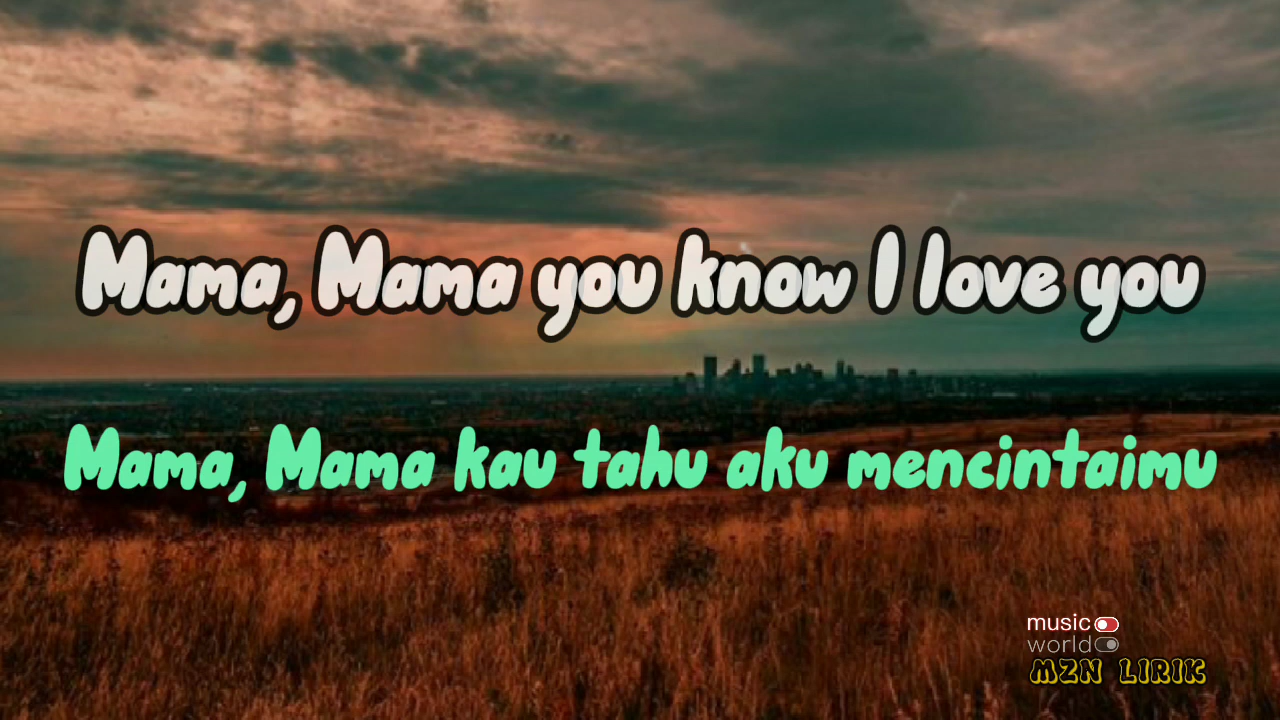 Mama, Mama you know I love you
Mama, Mama kau tahu aku mencintaimu
music
world
MZN LIRIK